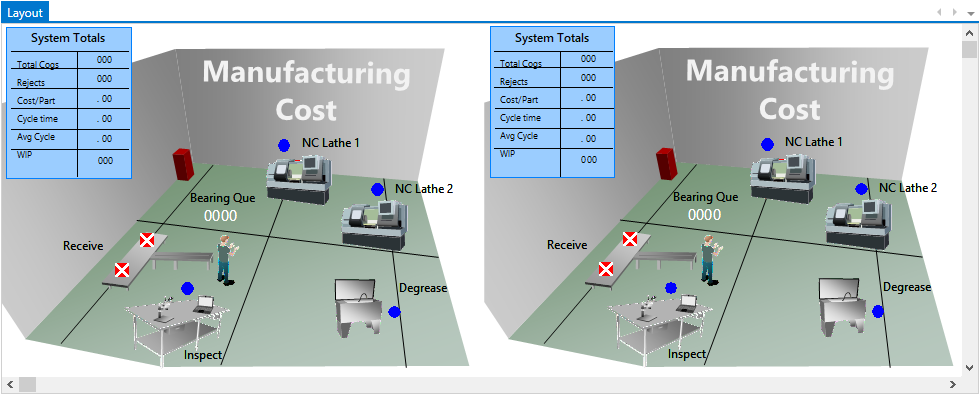 Layout
System Totals
Total Cogs 000
Rejects 000
Cost/Part . 00
Cycle time . 00
Avg Cycle . 00
WIP 000
Manufacturing
Cost
NC Lathe 1
NC Lathe 2
Bearing Que
0000
Receive
Degrease
Inspect
System Totals
Total Cogs 000
Rejects 000
Cost/Part . 00
Cycle time . 00
Avg Cycle . 00
WIP 000
Manufacturing
Cost
NC Lathe 1
NC Lathe 2
Bearing Que
0000
Receive
Degrease
Inspect